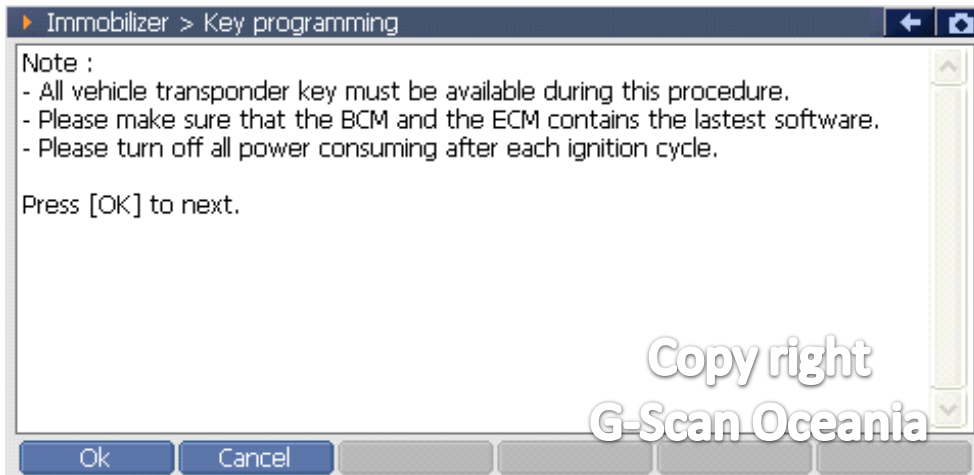 Immobilizer > Key programming
Note :
- All vehicle transponder key must be available during this procedure.
- Please make sure that the BCM and the ECM contains the lastest software.
- Please turn off all power consuming after each ignition cycle.
Press [OK] to next.
Copy right
G-Scan Oceania
Ok
Cancel